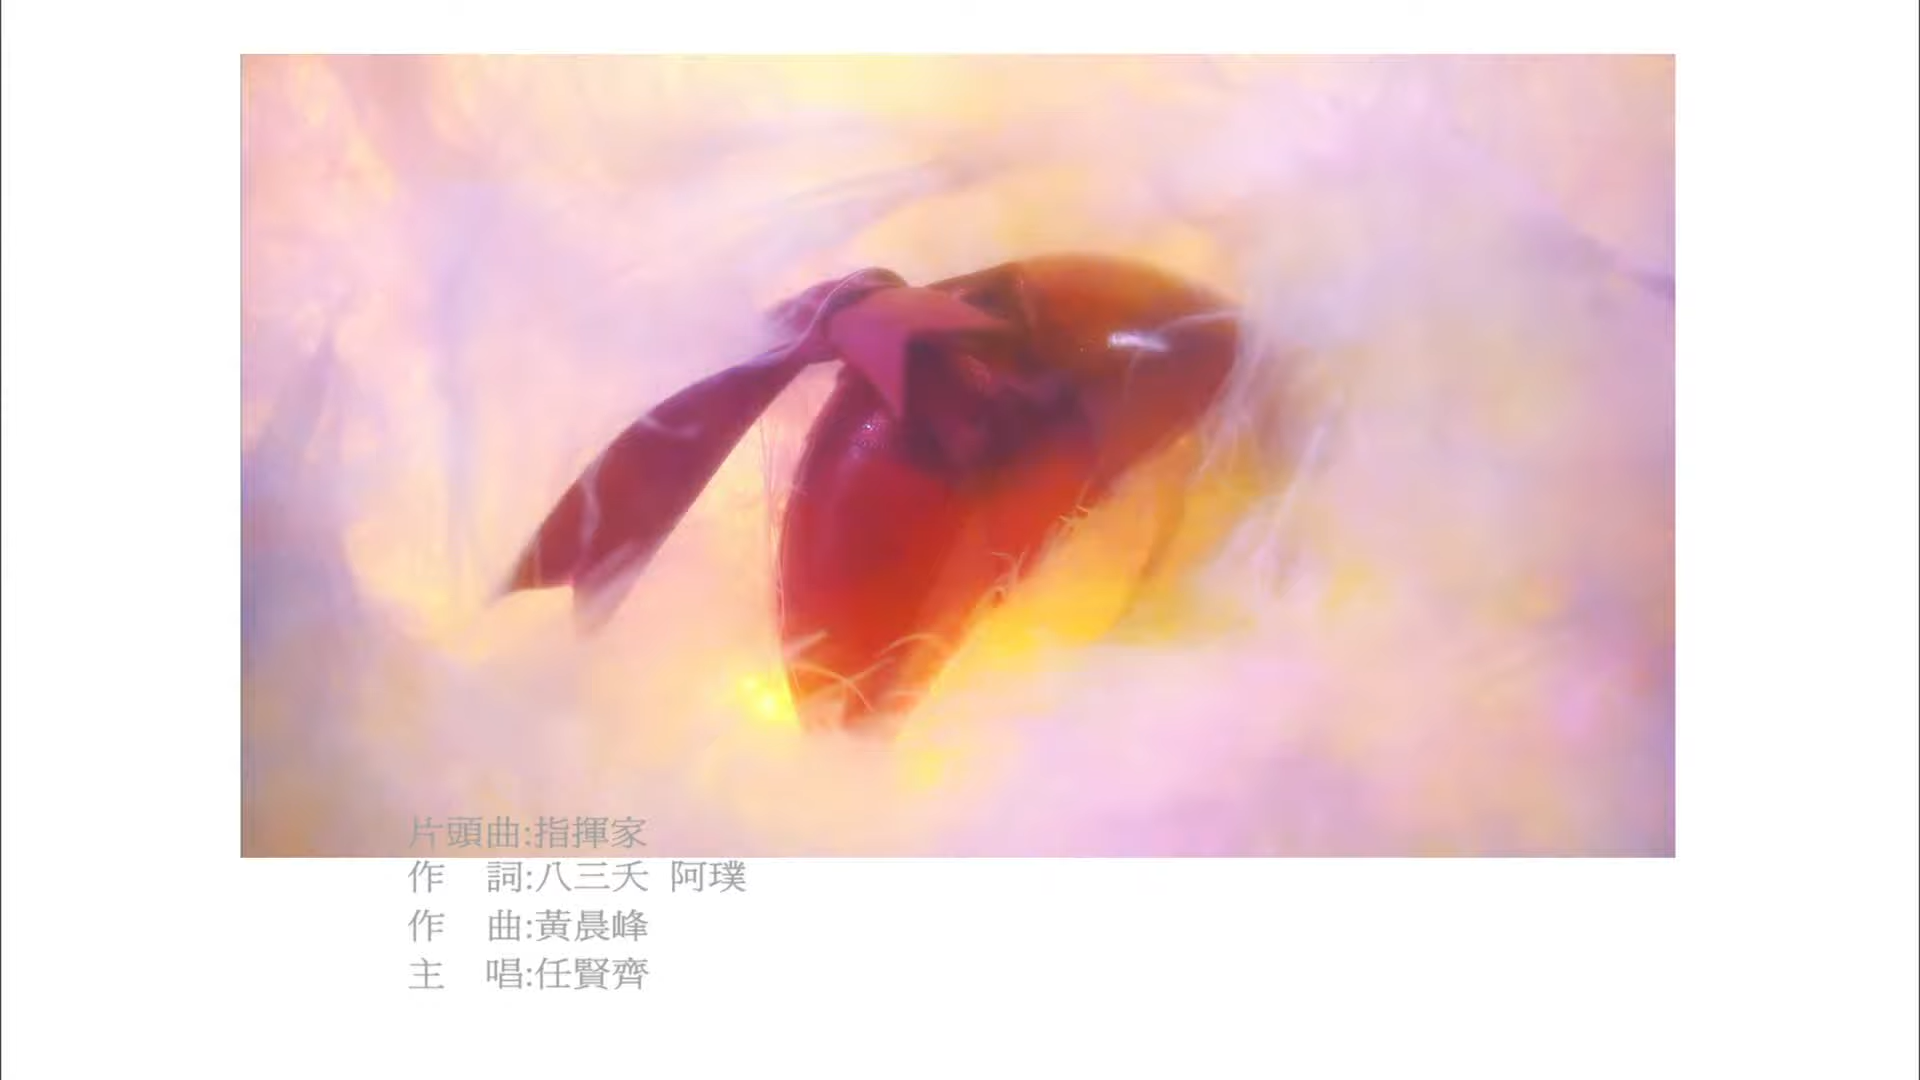 片頭曲:指揮家
作　詞:八三夭 阿璞
作　曲:黃晨峰
主　唱:任賢齊